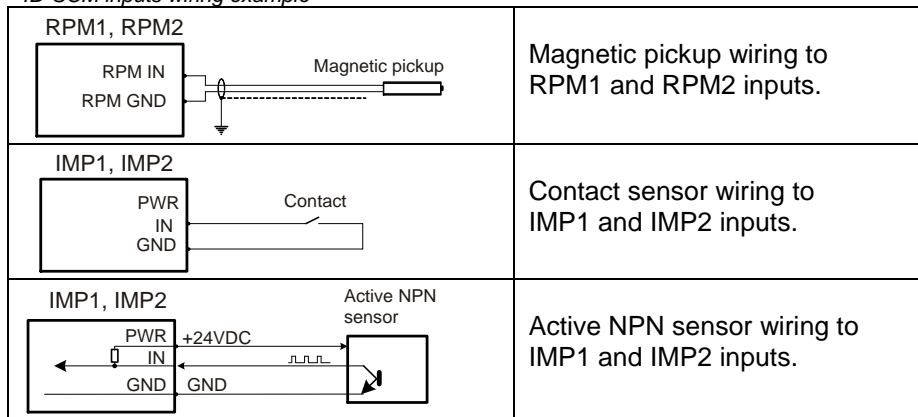 RPM1, RPM2
RPM IN
RPM GND
Magnetic pickup
Magnetic pickup wiring to
RPM1 and RPM2 inputs.
IMP1, IMP2
PWR
IN
GND
Contact
Contact sensor wiring to
IMP1 and IMP2 inputs.
IMP1, IMP2
PWR
IN
GND
+24VDC
GND
Active NPN
sensor
Active NPN sensor wiring to
IMP1 and IMP2 inputs.